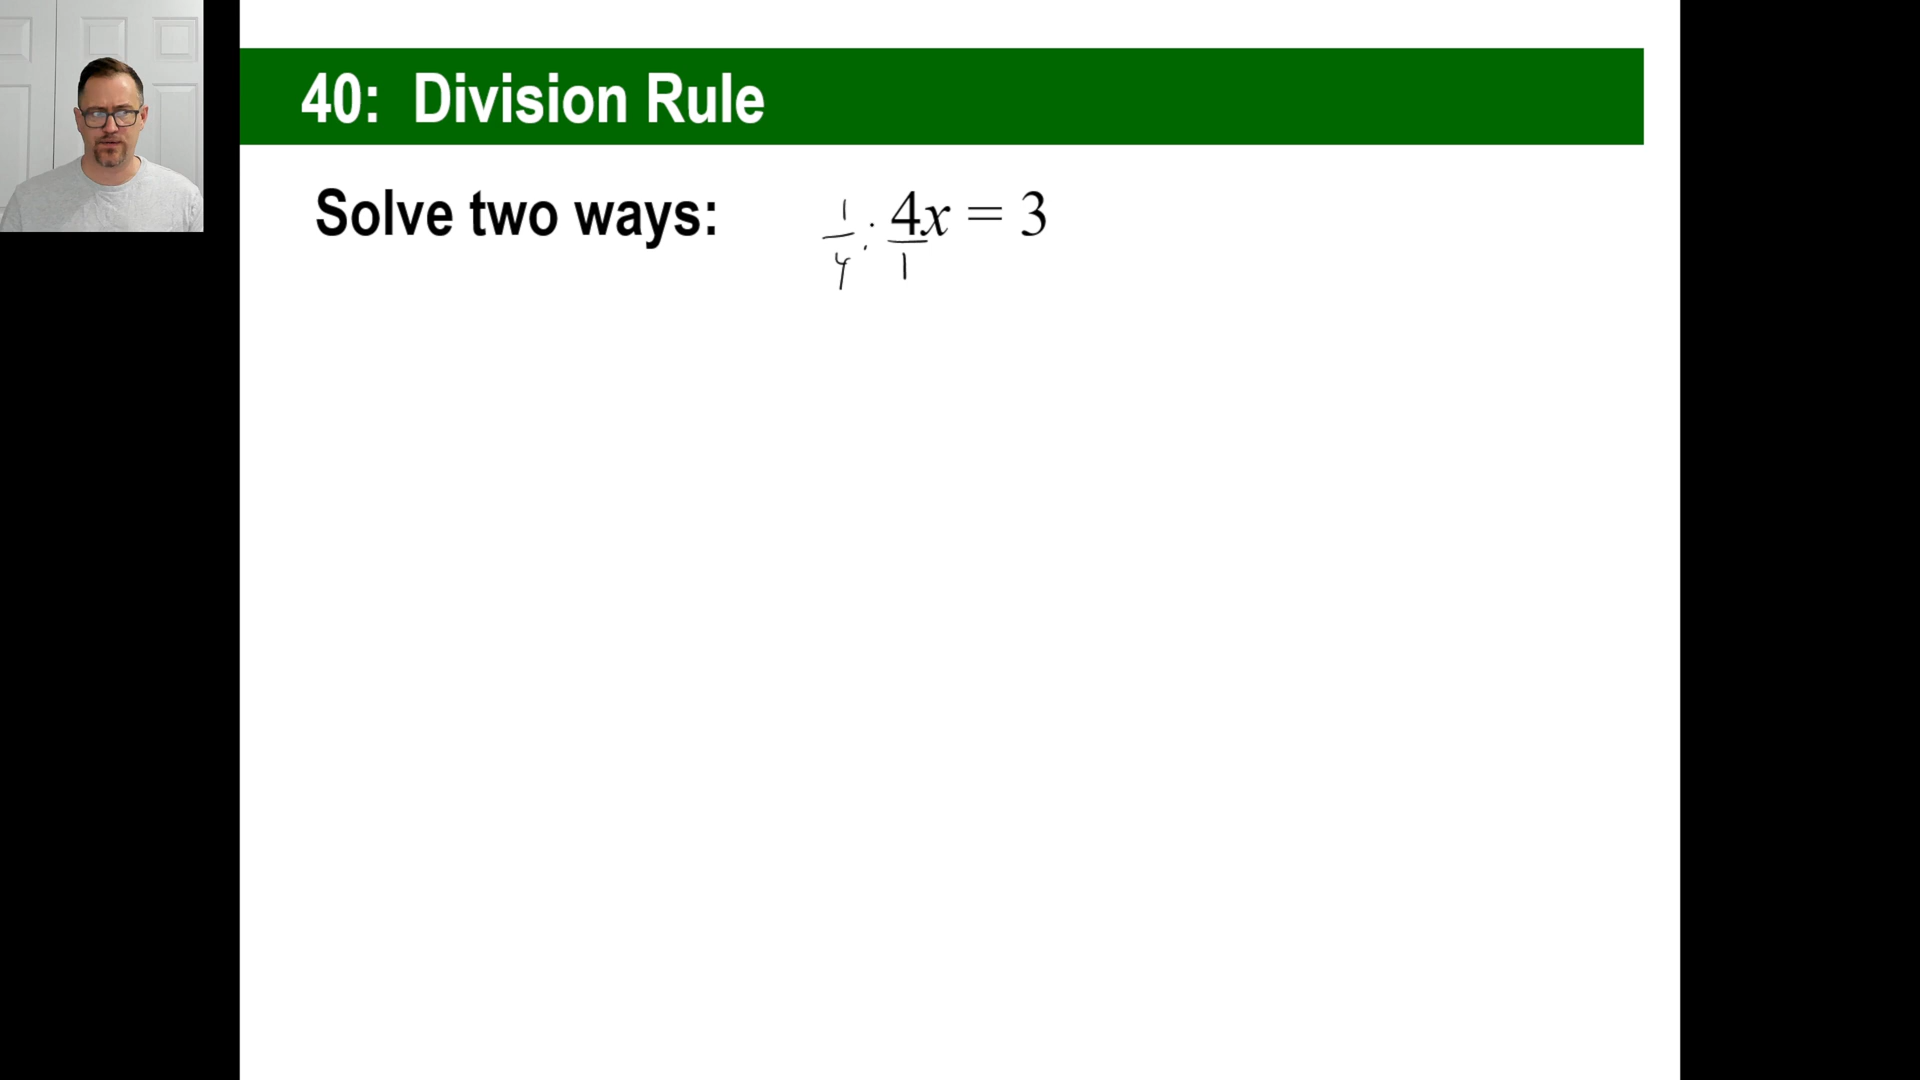 40: Division Rule
Solve two ways: 1/4 · 4x/1 = 3